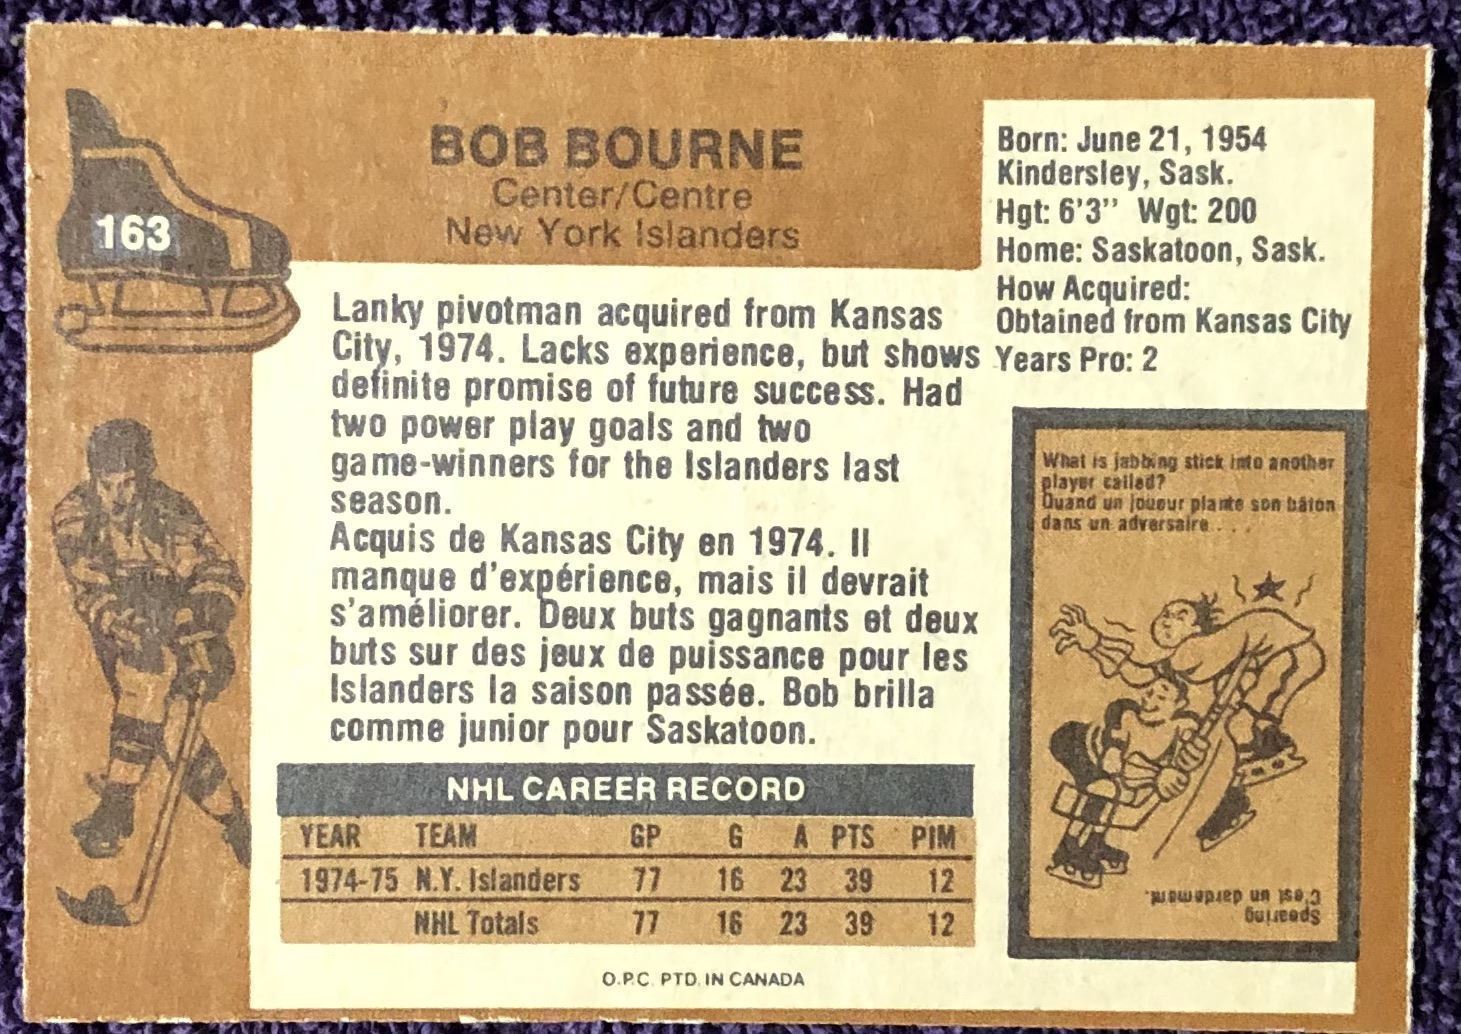 163
BOB BOURNE
Center/Centre
New York Islanders
Born: June 21, 1954
Kindersley, Sask.
Hgt: 6'3" Wgt: 200
Home: Saskatoon, Sask.
How Acquired:
Obtained from Kansas City
Years Pro: 2
Lanky pivotman acquired from Kansas
City, 1974. Lacks experience, but shows
definite promise of future success. Had
two power play goals and two
game-winners for the Islanders last
season.
Acquis de Kansas City en 1974. Il
manque d'expérience, mais il devrait
s'améliorer. Deux buts gagnants et deux
buts sur des jeux de puissance pour les
Islanders la saison passée. Bob brilla
comme junior pour Saskatoon.
NHL CAREER RECORD
YEAR TEAM GP G A PTS PIM
1974-75 N.Y. Islanders 77 16 23 39 12
NHL Totals 77 16 23 39 12
O.P.C. PTD. IN CANADA
What is jabbing stick into another
player called?
Quand un joueur plante son bâton
dans un adversaire . . .
Spearing
C'est un dardement.